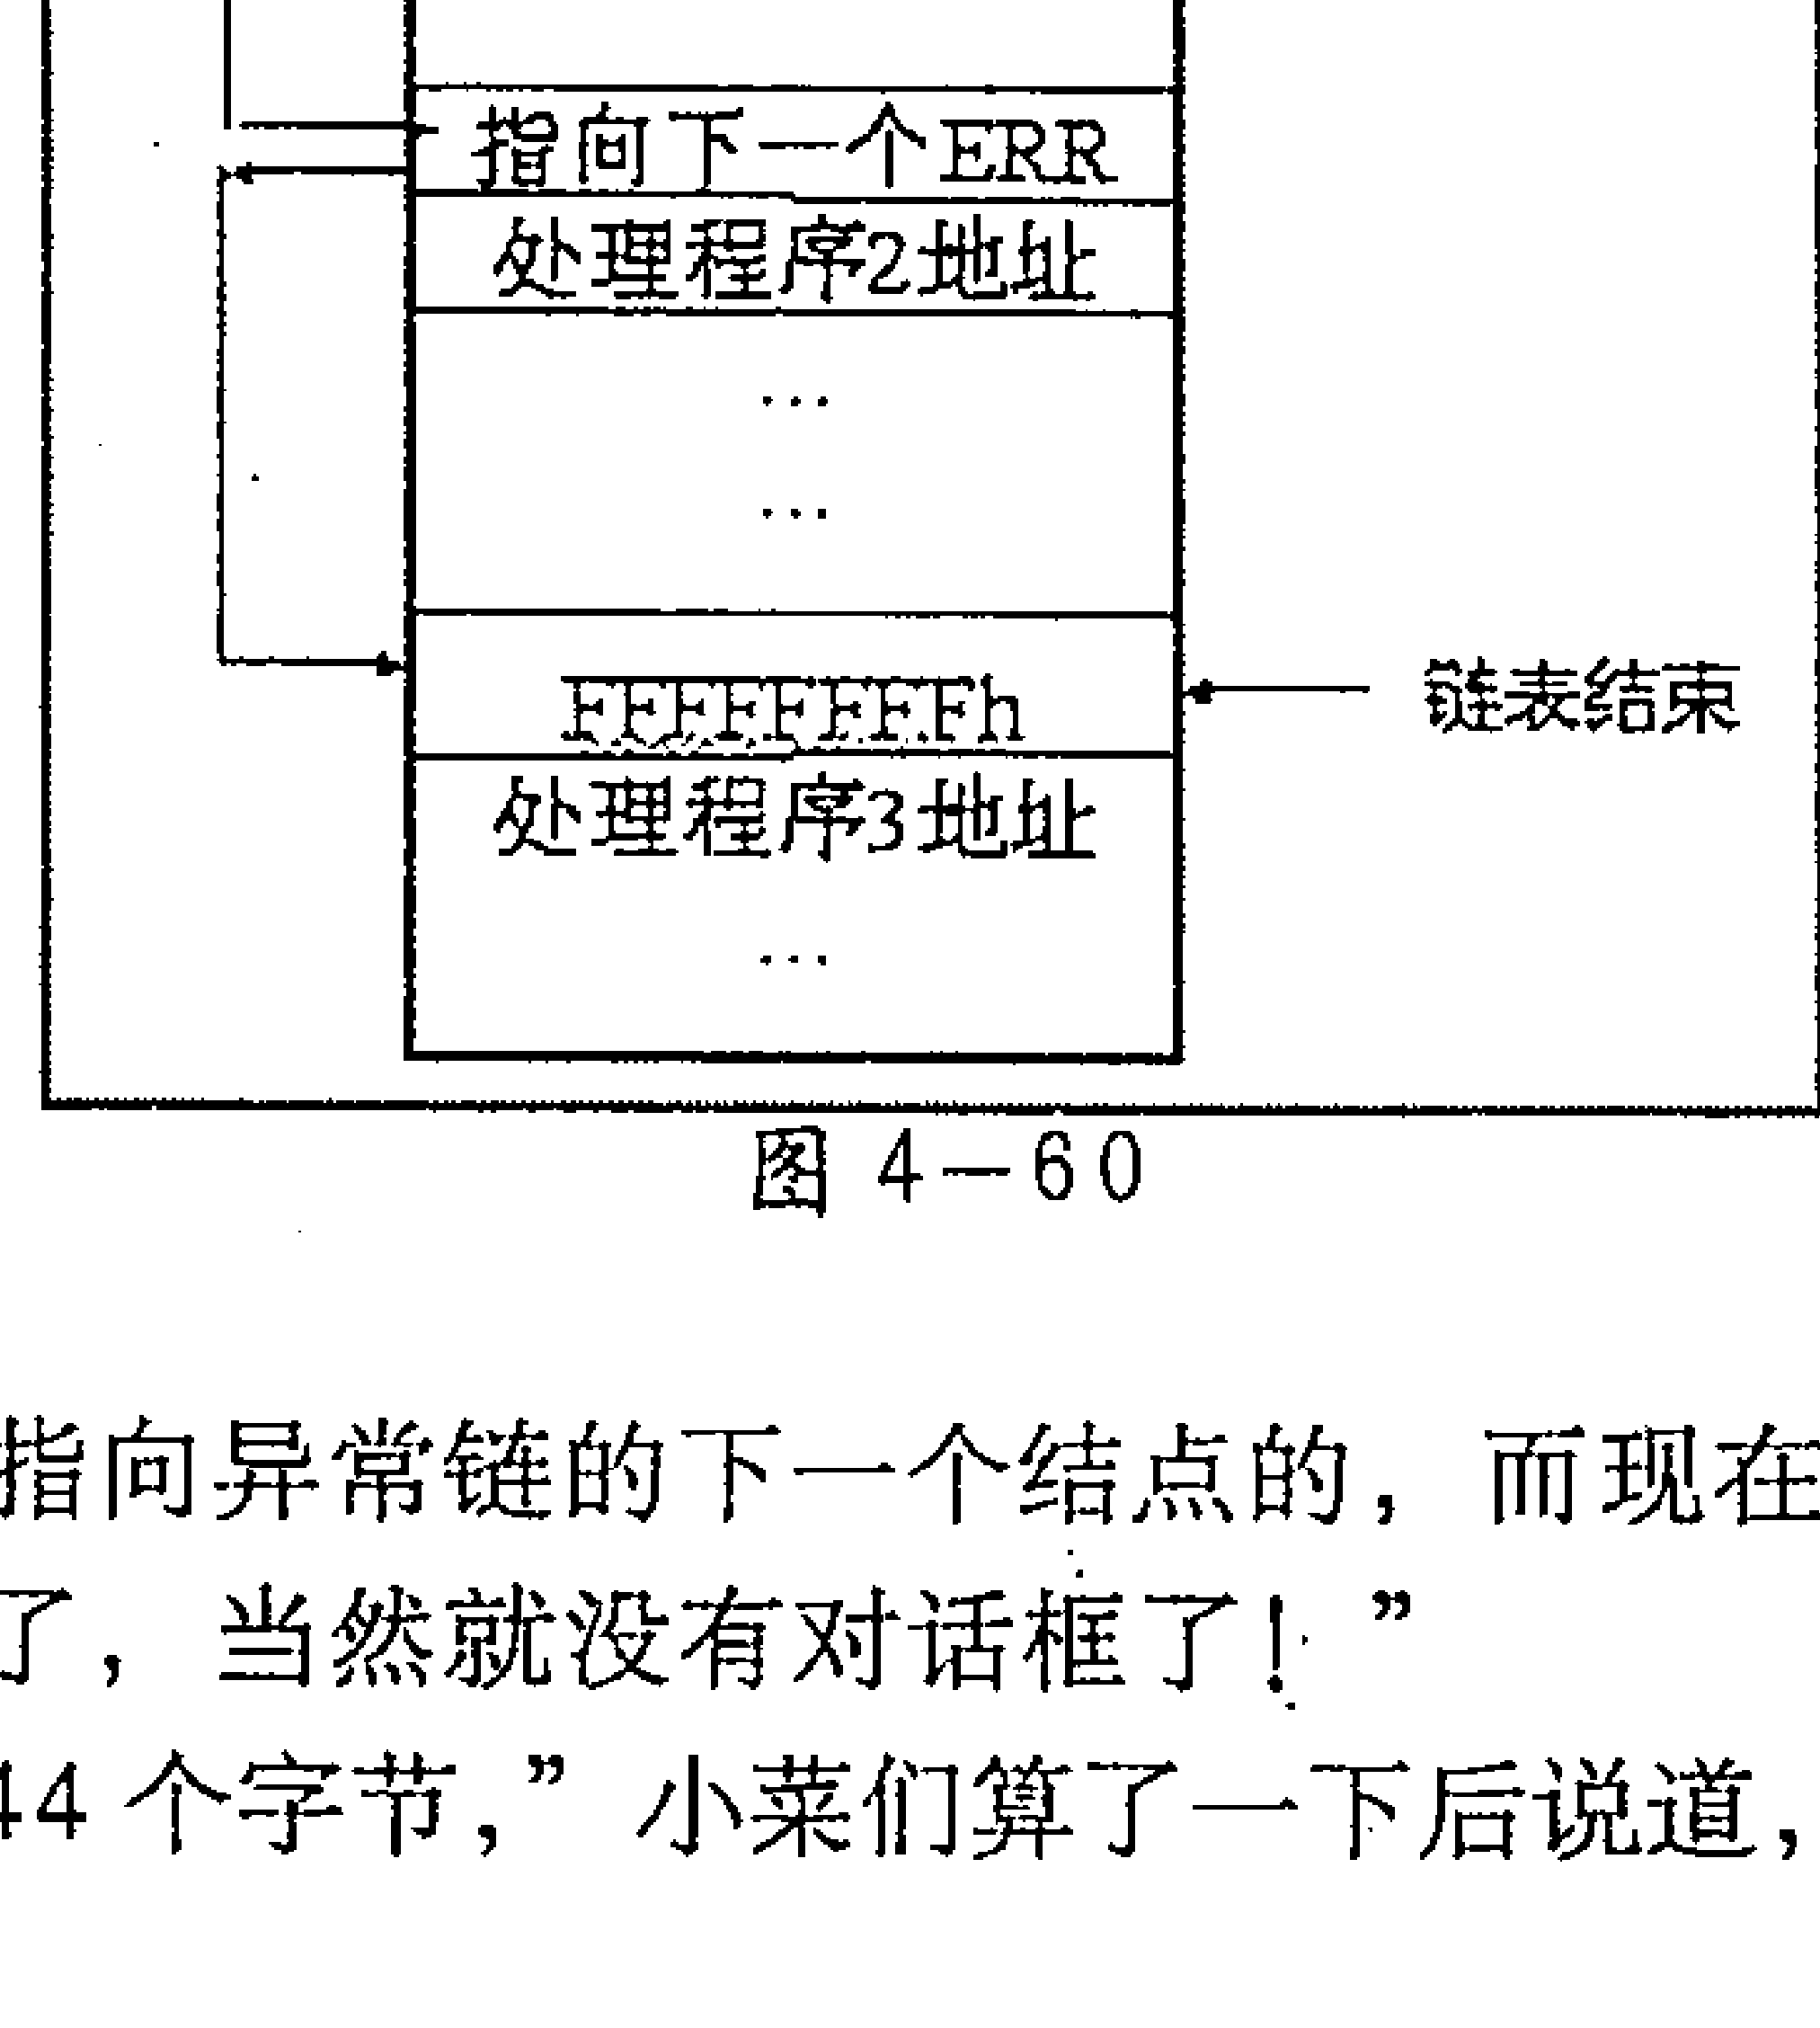 指向下一个ERR
处理程序2地址
...
...
FFFFFFFFh
链表结束
处理程序3地址
...
图 4-60
指向异常链的下一个结点的，而现在
了，当然就没有对话框了！”
44个字节，”小菜们算了一下后说道，